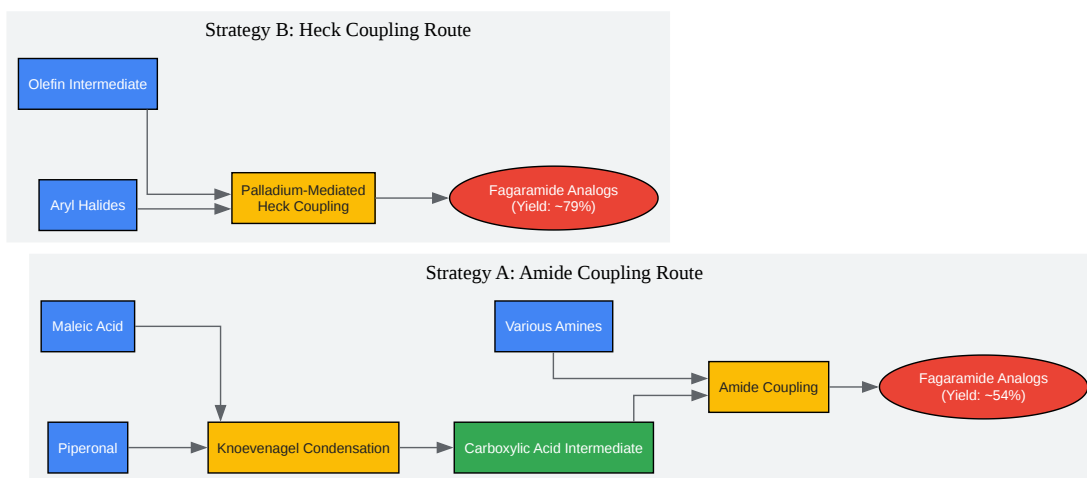 Strategy B: Heck Coupling Route
Olefin Intermediate
Aryl Halides
Palladium-Mediated
Heck Coupling
Fagaramide Analogs
(Yield: ~79%)
Strategy A: Amide Coupling Route
Maleic Acid
Various Amines
Amide Coupling
Fagaramide Analogs
(Yield: ~54%)
Piperonal
Knoevenagel Condensation
Carboxylic Acid Intermediate